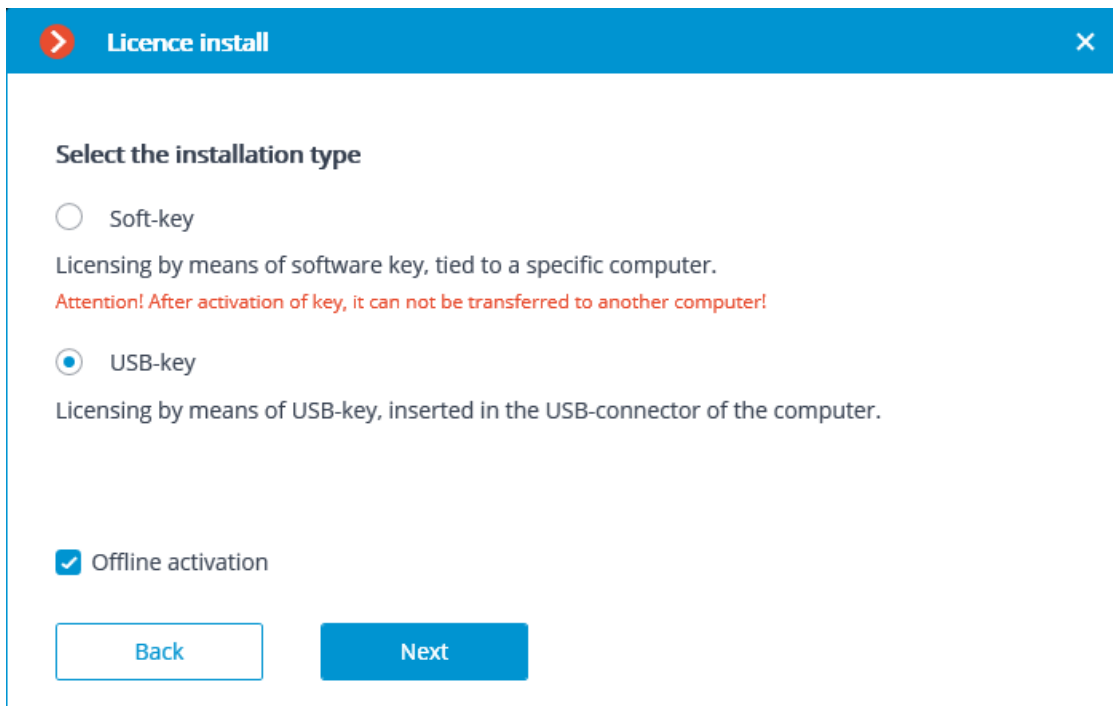 Licence install
Select the installation type
Soft-key
Licensing by means of software key, tied to a specific computer.
Attention! After activation of key, it can not be transferred to another computer!
USB-key
Licensing by means of USB-key, inserted in the USB-connector of the computer.
Offline activation
Back
Next